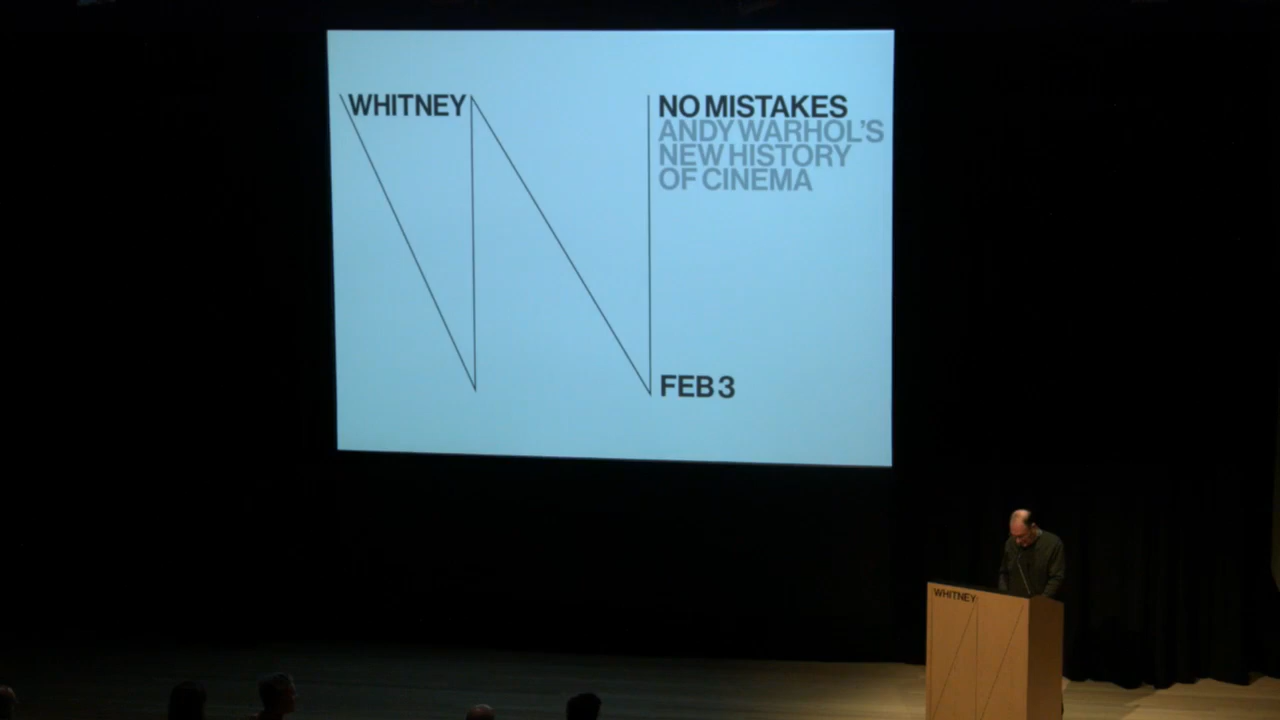 WHITNEY
NO MISTAKES
ANDY WARHOL'S
NEW HISTORY
OF CINEMA
FEB 3
WHITNEY